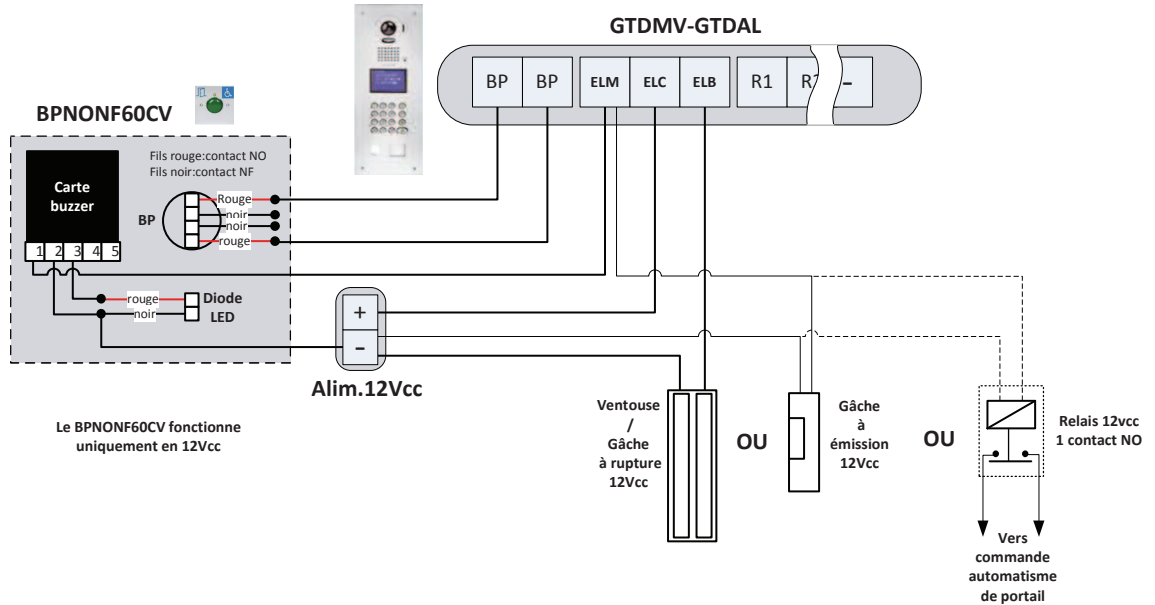 GTDMV-GTDAL
BP BP ELM ELC ELB R1 R2 -
BPNONF60CV
Fils rouge:contact NO
Fils noir:contact NF
Carte
buzzer
BP
Rouge
noir
noir
rouge
1 2 3 4 5
rouge
noir
Diode
LED
+
-
Alim.12Vcc
Le BPNONF60CV fonctionne
uniquement en 12Vcc
Ventouse
/
Gâche
à rupture
12Vcc
OU
Gâche
à
émission
12Vcc
OU
Relais 12vcc
1 contact NO
Vers
commande
automatisme
de portail